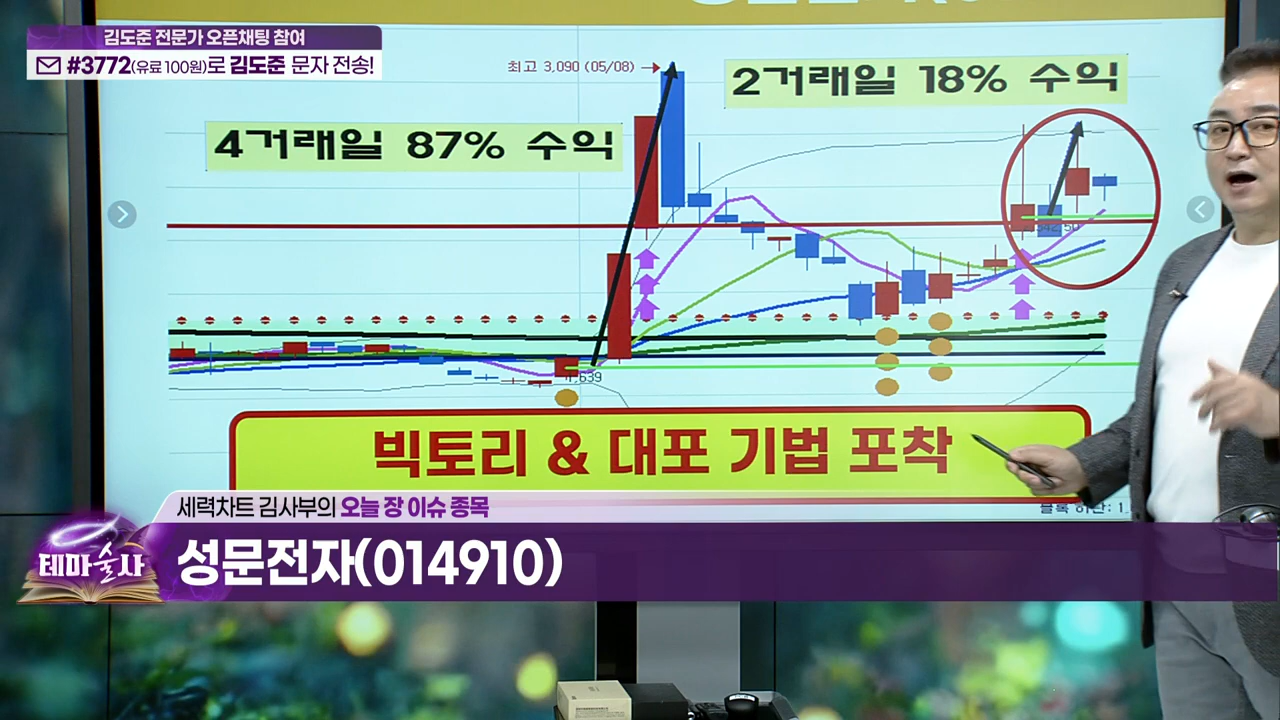 김도준 전문가 오픈채팅 참여
#3772(유료 100원)로 김도준 문자 전송!
최고 3,090 (05/08)
2거래일 18% 수익
4거래일 87% 수익
빅토리 & 대포 기법 포착
세력차트 김사부의 오늘 장 이슈 종목
테마술사
성문전자(014910)